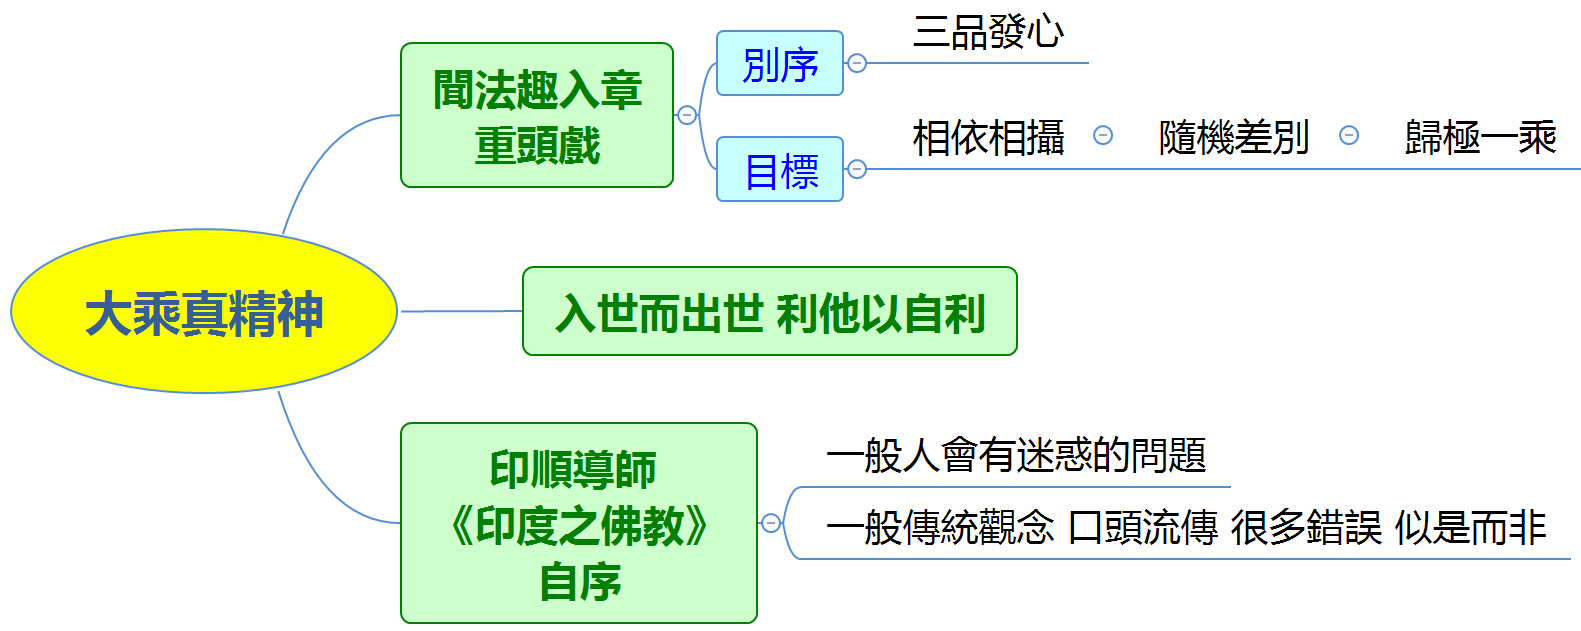 大乘真精神
聞法趣入章
重頭戲
別序
三品發心
目標
相依相攝 隨機差別 歸極一乘
入世而出世 利他以自利
印順導師
《印度之佛教》
自序
一般人會有迷惑的問題
一般傳統觀念 口頭流傳 很多錯誤 似是而非